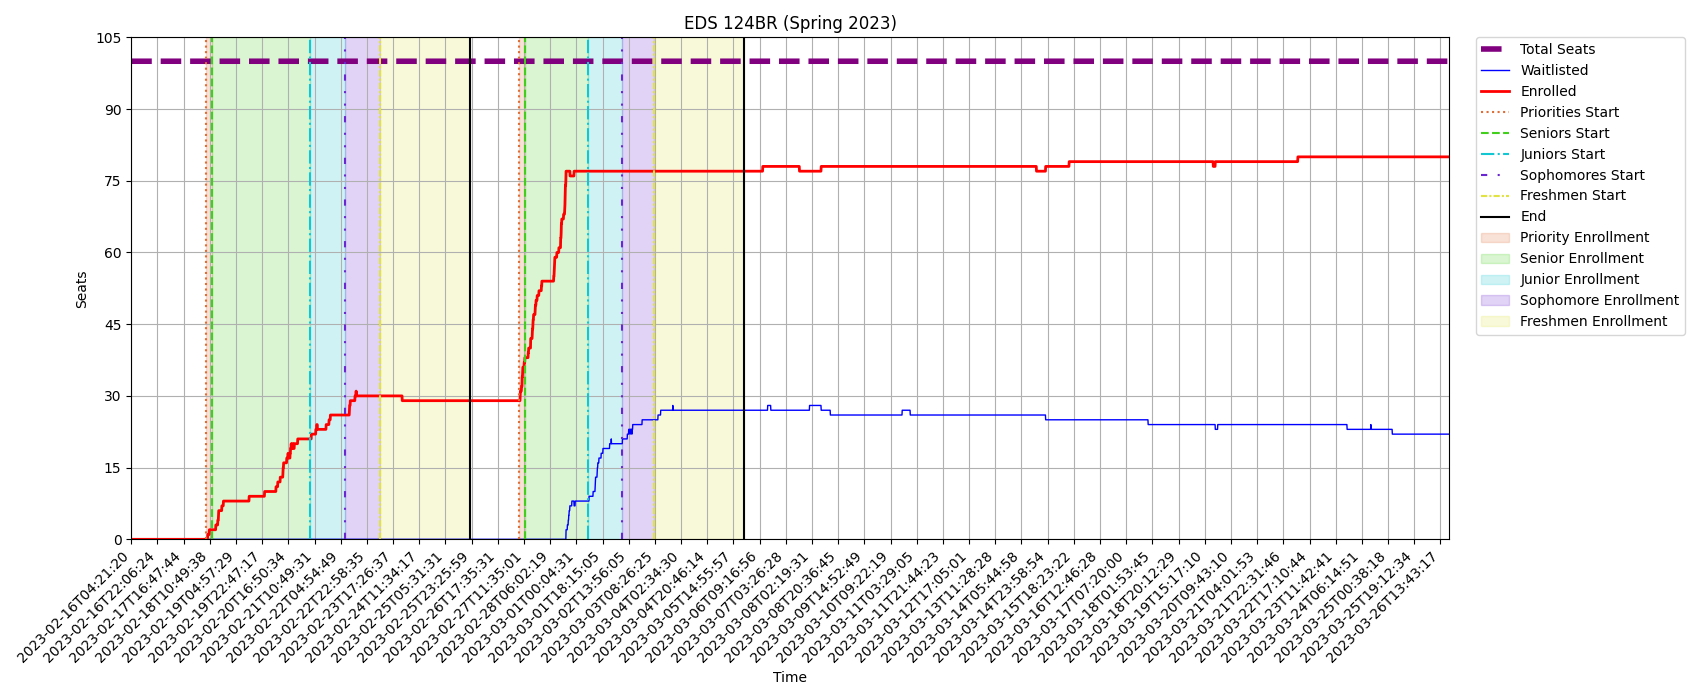 EDS 124BR (Spring 2023)
105
90
75
60
45
30
15
0
Seats
2023-02-16T04:21:20
2023-02-16T22:06:24
2023-02-17T16:47:44
2023-02-18T10:49:38
2023-02-19T04:57:29
2023-02-19T22:47:17
2023-02-20T16:50:34
2023-02-21T10:49:31
2023-02-22T04:54:49
2023-02-22T22:58:35
2023-02-23T17:26:37
2023-02-24T11:34:17
2023-02-25T05:31:31
2023-02-25T23:25:59
2023-02-26T17:35:31
2023-02-27T11:35:01
2023-02-28T06:02:19
2023-03-01T00:04:31
2023-03-01T18:15:05
2023-03-02T13:56:05
2023-03-03T08:26:25
2023-03-04T02:34:30
2023-03-04T20:46:14
2023-03-05T14:55:57
2023-03-06T09:16:56
2023-03-07T03:26:28
2023-03-08T02:19:31
2023-03-08T20:36:45
2023-03-09T14:52:49
2023-03-10T09:22:19
2023-03-11T03:29:05
2023-03-11T21:44:23
2023-03-12T17:05:01
2023-03-13T11:28:28
2023-03-14T05:44:58
2023-03-14T23:58:54
2023-03-15T18:23:22
2023-03-16T12:46:28
2023-03-17T07:20:00
2023-03-18T01:53:45
2023-03-18T20:12:29
2023-03-19T15:17:10
2023-03-20T09:43:10
2023-03-21T04:01:53
2023-03-21T22:31:46
2023-03-22T17:10:44
2023-03-23T11:42:41
2023-03-24T06:14:51
2023-03-25T00:38:18
2023-03-25T19:12:34
2023-03-26T13:43:17
Time
Total Seats
Waitlisted
Enrolled
Priorities Start
Seniors Start
Juniors Start
Sophomores Start
Freshmen Start
End
Priority Enrollment
Senior Enrollment
Junior Enrollment
Sophomore Enrollment
Freshmen Enrollment